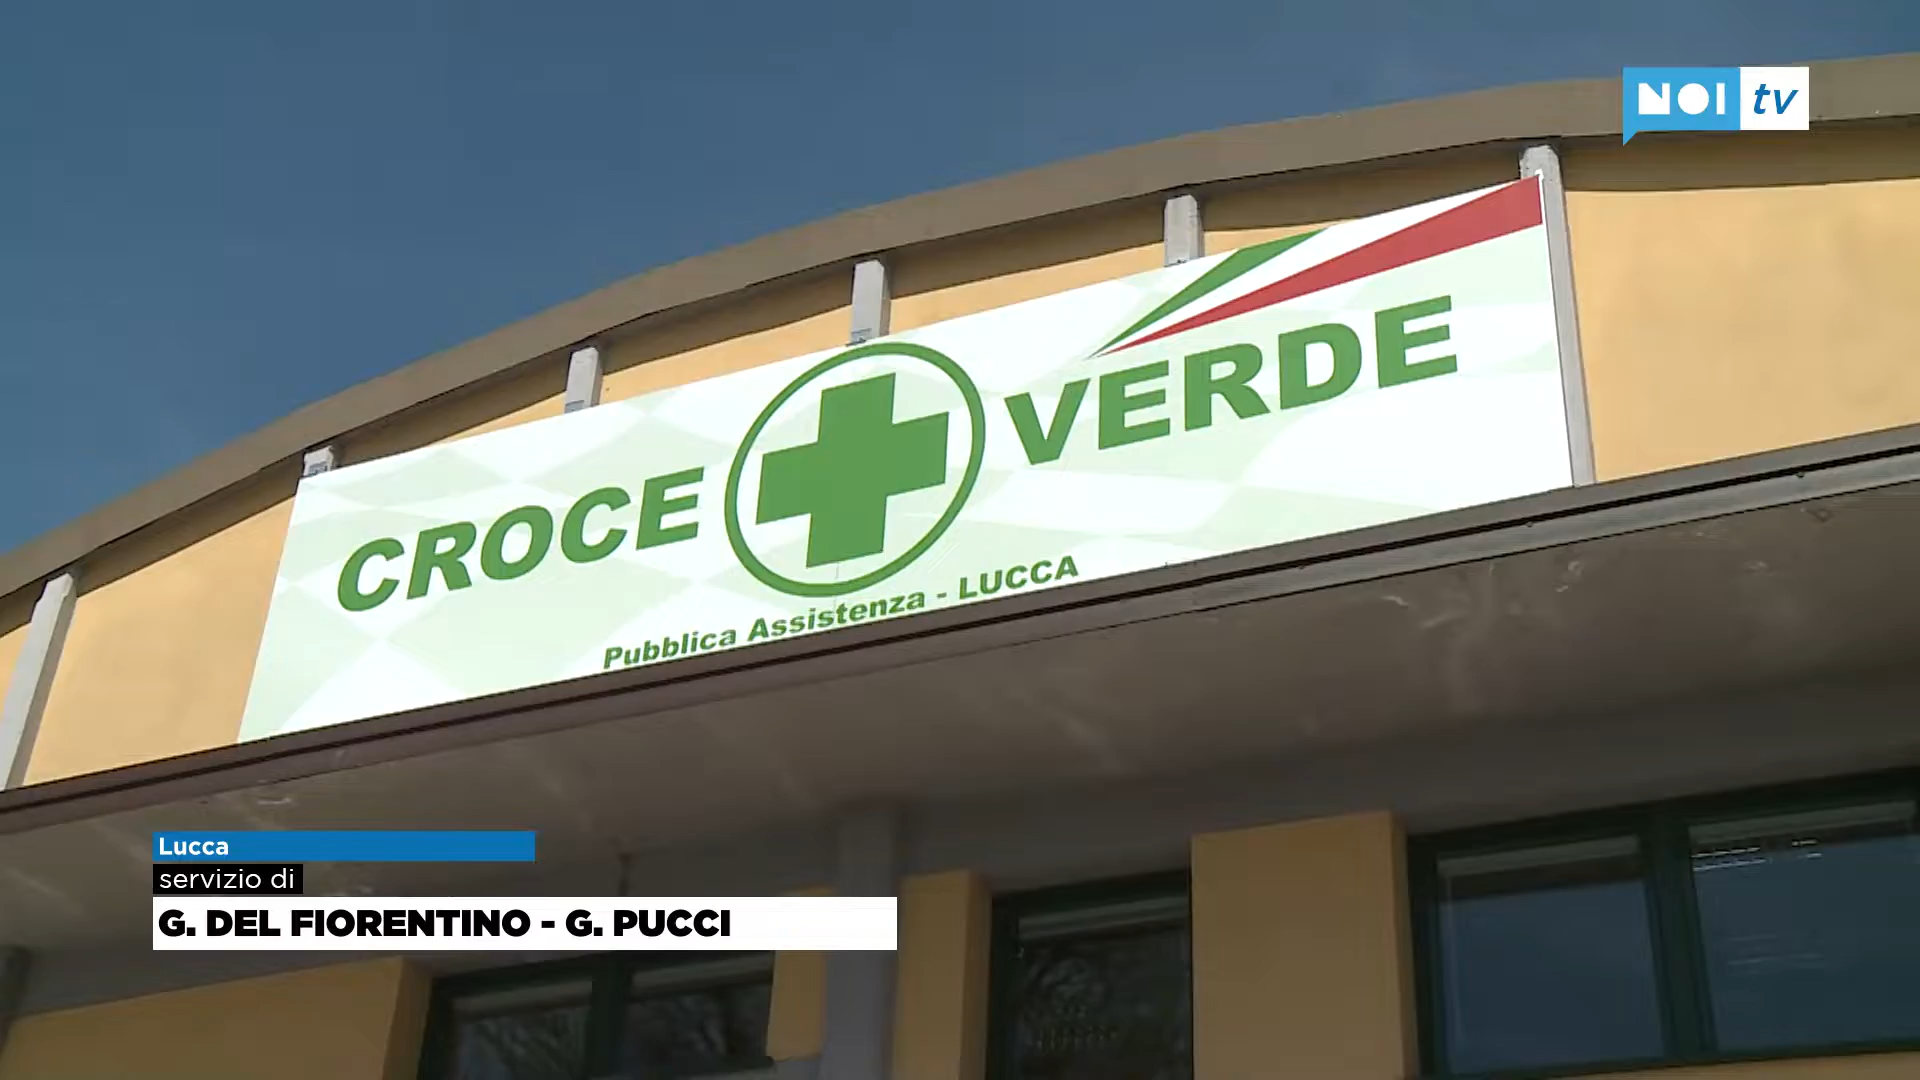 NOI tv
CROCE VERDE
Pubblica Assistenza - LUCCA
Lucca
servizio di
G. DEL FIORENTINO - G. PUCCI